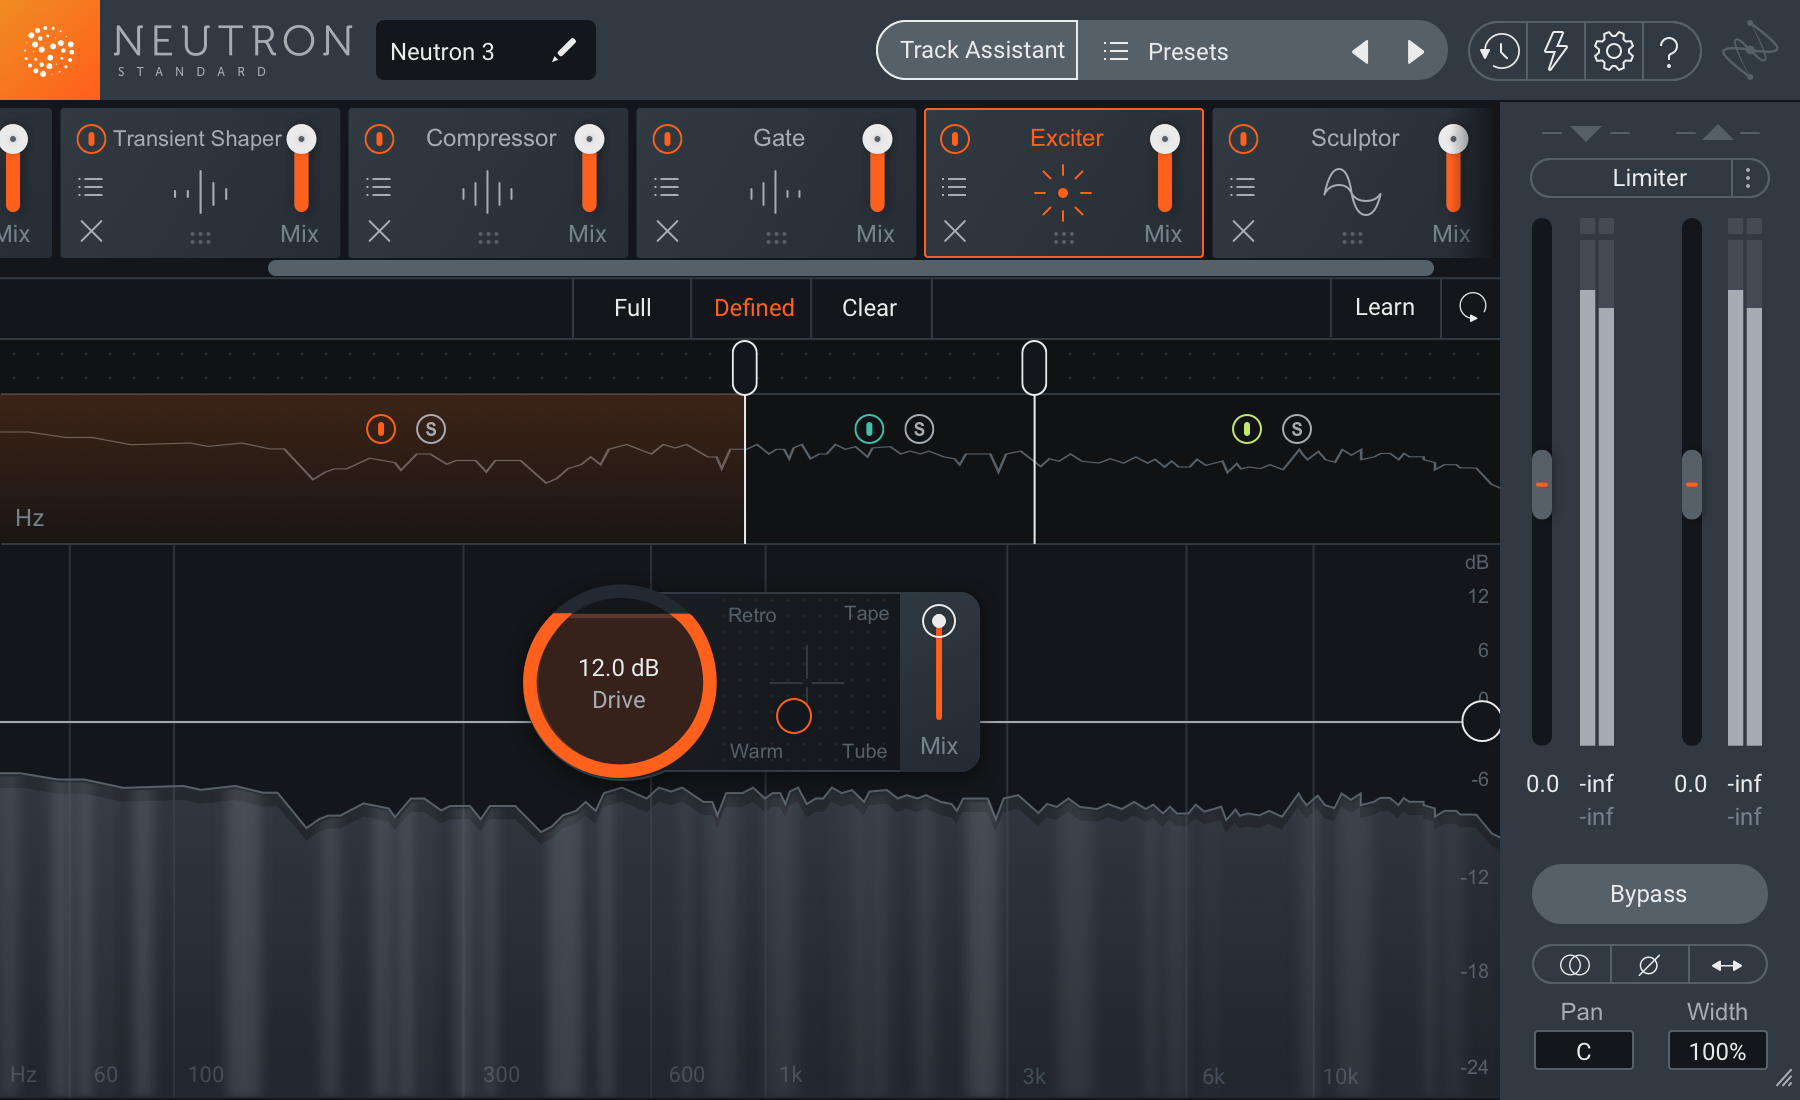 NEUTRON
STANDARD
Neutron 3
Track Assistant
Presets
?
Mix
Transient Shaper
Mix
Compressor
Mix
Gate
Mix
Exciter
Mix
Sculptor
Mix
Limiter
Full
Defined
Clear
Learn
S
S
S
Hz
dB
12
6
0
-6
-12
-18
-24
12.0 dB
Drive
Retro
Tape
Warm
Tube
Mix
Hz
60
100
300
600
1k
3k
6k
10k
0.0
-inf
-inf
0.0
-inf
-inf
Bypass
Pan
Width
C
100%